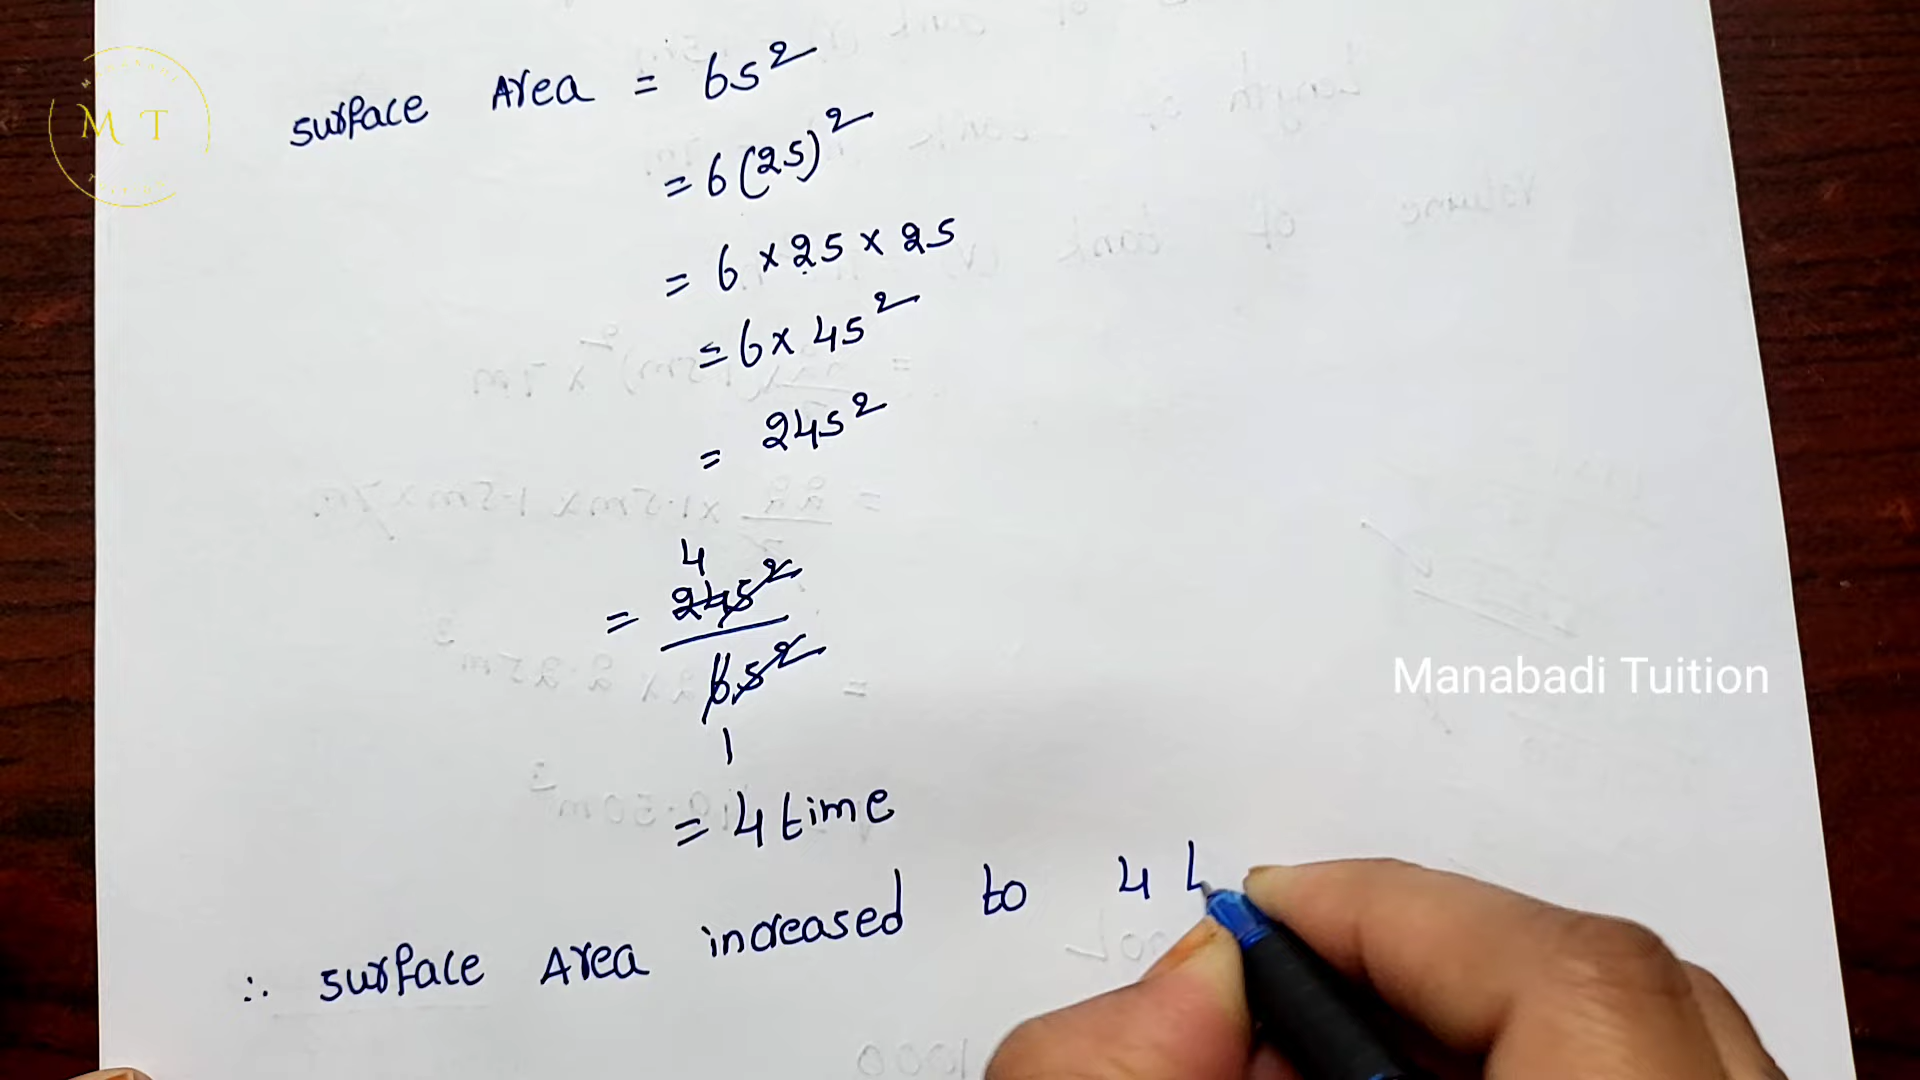 M T
surface Area = 6s²
= 6(2s)²
= 6 × 2s × 2s
= 6 × 4s²
= 24s²
4
= 24s²
6s²
1
= 4 time
∴ surface Area increased to 4 t
Manabadi Tuition